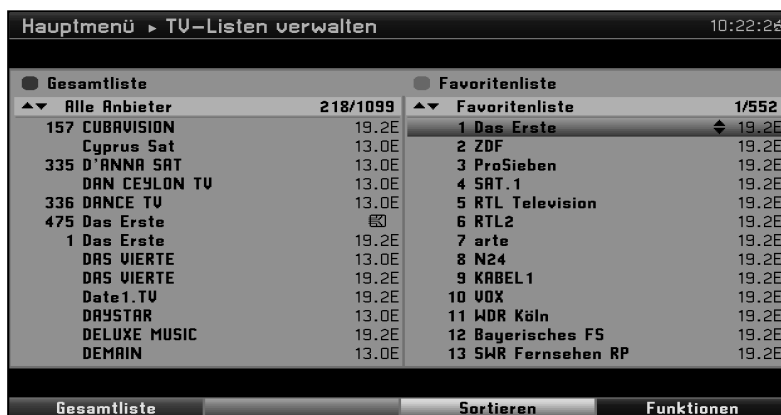 Hauptmenü ▸ TV-Listen verwalten 10:22:26
Gesamtliste
▲▼ Alle Anbieter 218/1099
157 CUBAVISION 19.2E
Cyprus Sat 13.0E
335 D'ANNA SAT 13.0E
DAN CEYLON TV 13.0E
336 DANCE TV 13.0E
475 Das Erste
1 Das Erste 19.2E
DAS VIERTE 13.0E
DAS VIERTE 19.2E
Date1.TV 19.2E
DAYSTAR 13.0E
DELUXE MUSIC 19.2E
DEMAIN 13.0E
Favoritenliste
▲▼ Favoritenliste 1/552
1 Das Erste 19.2E
2 ZDF 19.2E
3 ProSieben 19.2E
4 SAT.1 19.2E
5 RTL Television 19.2E
6 RTL2 19.2E
7 arte 19.2E
8 N24 19.2E
9 KABEL1 19.2E
10 VOX 19.2E
11 WDR Köln 19.2E
12 Bayerisches FS 19.2E
13 SWR Fernsehen RP 19.2E
Gesamtliste Sortieren Funktionen